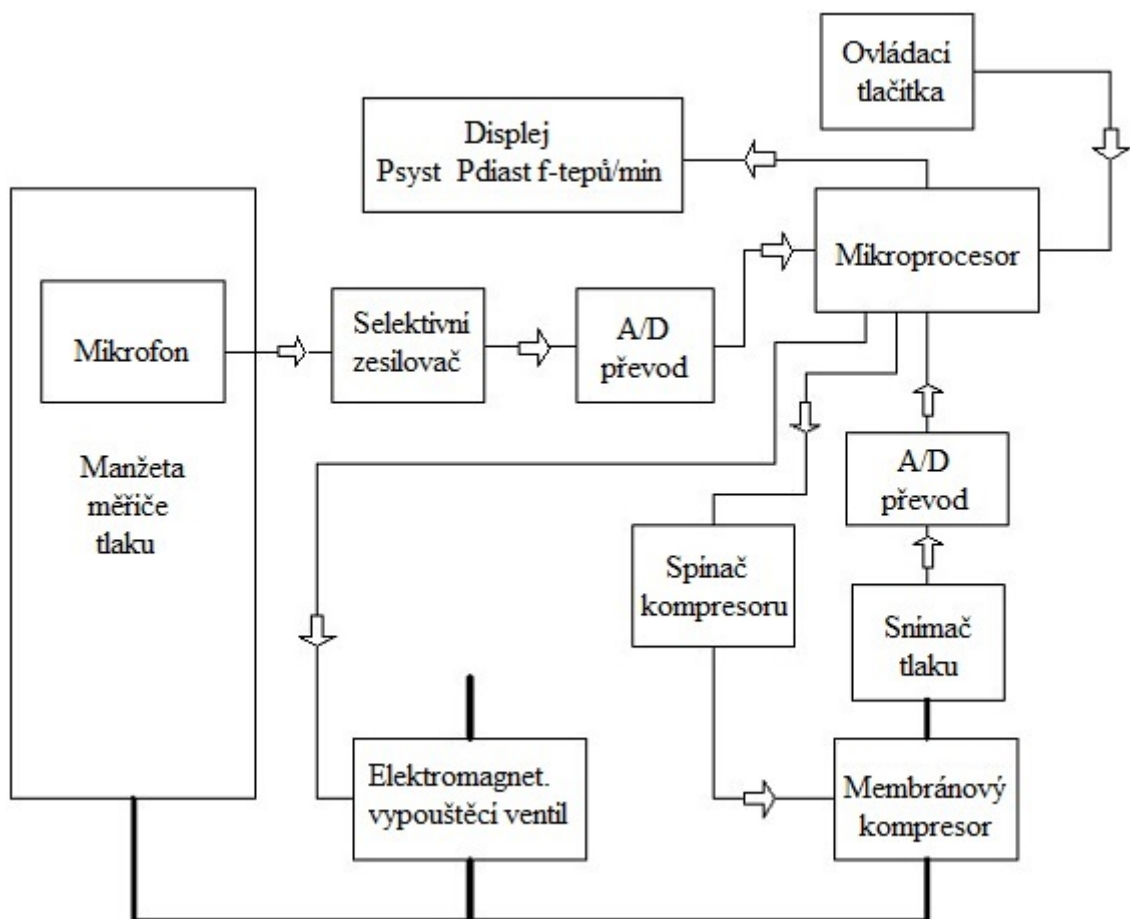 Ovládací
tlačítka
Displej
Psyst Pdiast f-tepů/min
Mikroprocesor
Mikrofon
Selektivní
zesilovač
A/D
převod
Manžeta
měřiče
tlaku
A/D
převod
Spínač
kompresoru
Snímač
tlaku
Elektromagnet.
vypouštěcí ventil
Membránový
kompresor